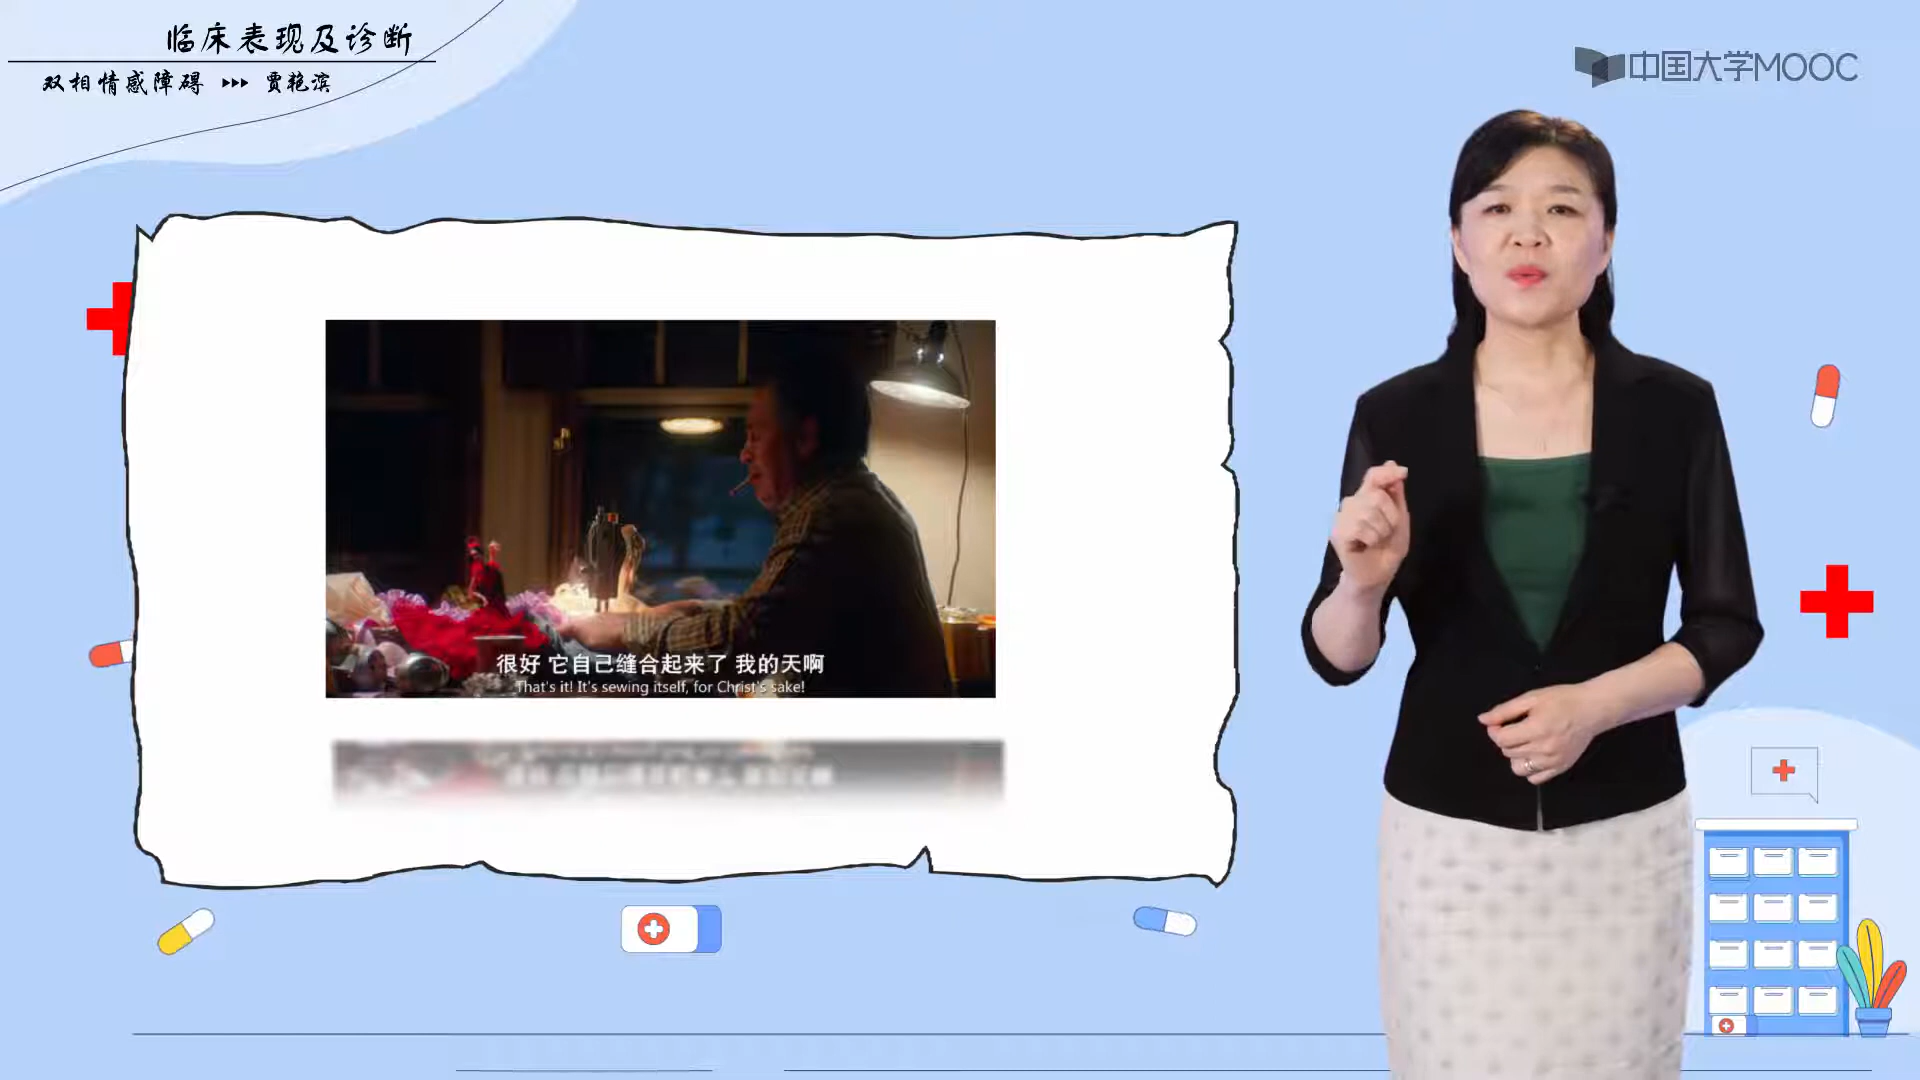 临床表现及诊断
双相情感障碍 ▸▸▸ 贾艳滨
中国大学MOOC
很好 它自己缝合起来了 我的天啊
That's it! It's sewing itself, for Christ's sake!